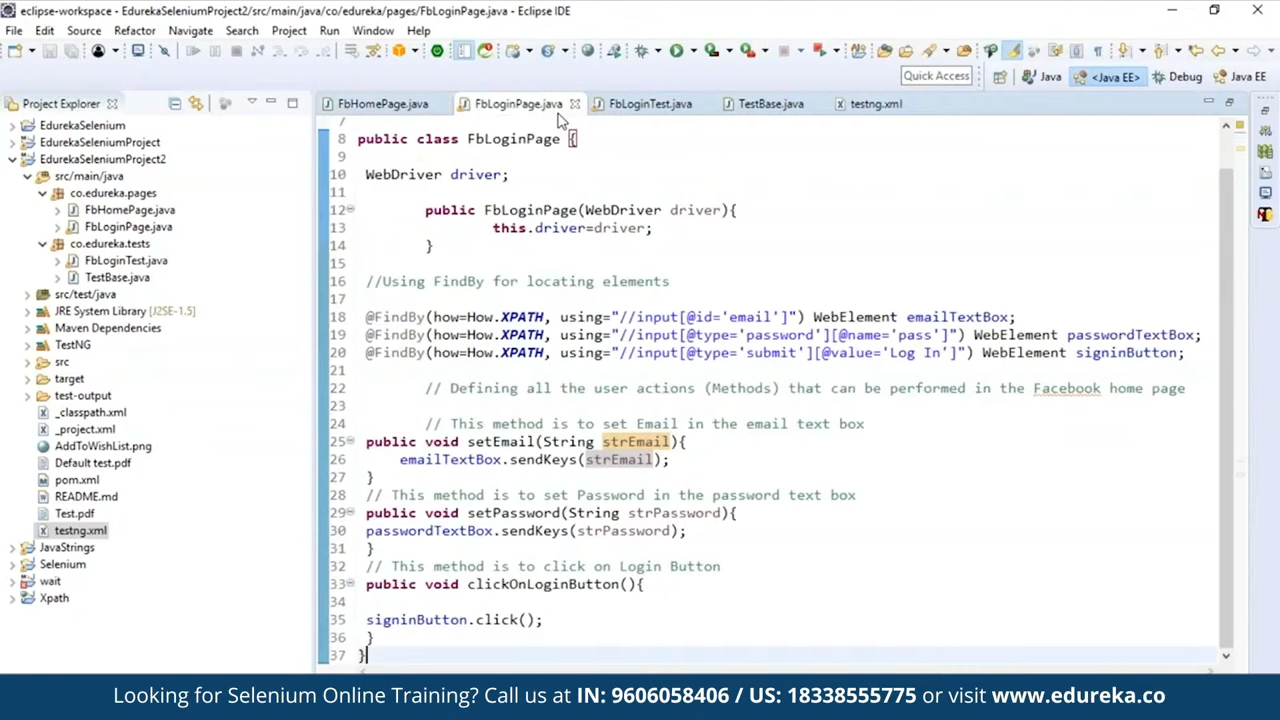 eclipse-workspace - EdurekaSeleniumProject2/src/main/java/co/edureka/pages/FbLoginPage.java - Eclipse IDE
File Edit Source Refactor Navigate Search Project Run Window Help
Quick Access Java <Java EE> Debug Java EE
Project Explorer
FbHomePage.java FbLoginPage.java FbLoginTest.java TestBase.java testng.xml
EdurekaSelenium
EdurekaSeleniumProject
EdurekaSeleniumProject2
src/main/java
co.edureka.pages
FbHomePage.java
FbLoginPage.java
co.edureka.tests
FbLoginTest.java
TestBase.java
src/test/java
JRE System Library [J2SE-1.5]
Maven Dependencies
TestNG
src
target
test-output
_classpath.xml
_project.xml
AddToWishList.png
Default test.pdf
pom.xml
README.md
Test.pdf
testng.xml
JavaStrings
Selenium
wait
Xpath
7
8 public class FbLoginPage {
9
10 WebDriver driver;
11
12 public FbLoginPage(WebDriver driver){
13 this.driver=driver;
14 }
15
16 //Using FindBy for locating elements
17
18 @FindBy(how=How.XPATH, using="//input[@id='email']") WebElement emailTextBox;
19 @FindBy(how=How.XPATH, using="//input[@type='password'][@name='pass']") WebElement passwordTextBox;
20 @FindBy(how=How.XPATH, using="//input[@type='submit'][@value='Log In']") WebElement signinButton;
21
22 // Defining all the user actions (Methods) that can be performed in the Facebook home page
23
24 // This method is to set Email in the email text box
25 public void setEmail(String strEmail){
26 emailTextBox.sendKeys(strEmail);
27 }
28 // This method is to set Password in the password text box
29 public void setPassword(String strPassword){
30 passwordTextBox.sendKeys(strPassword);
31 }
32 // This method is to click on Login Button
33 public void clickOnLoginButton(){
34
35 signinButton.click();
36 }
37 }
Looking for Selenium Online Training? Call us at IN: 9606058406 / US: 18338555775 or visit www.edureka.co